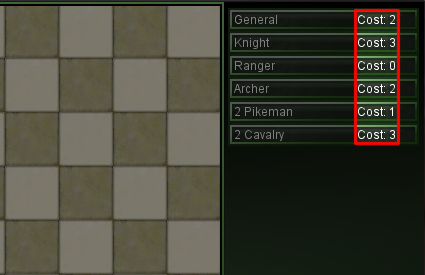 General Cost: 2
Knight Cost: 3
Ranger Cost: 0
Archer Cost: 2
2 Pikeman Cost: 1
2 Cavalry Cost: 3